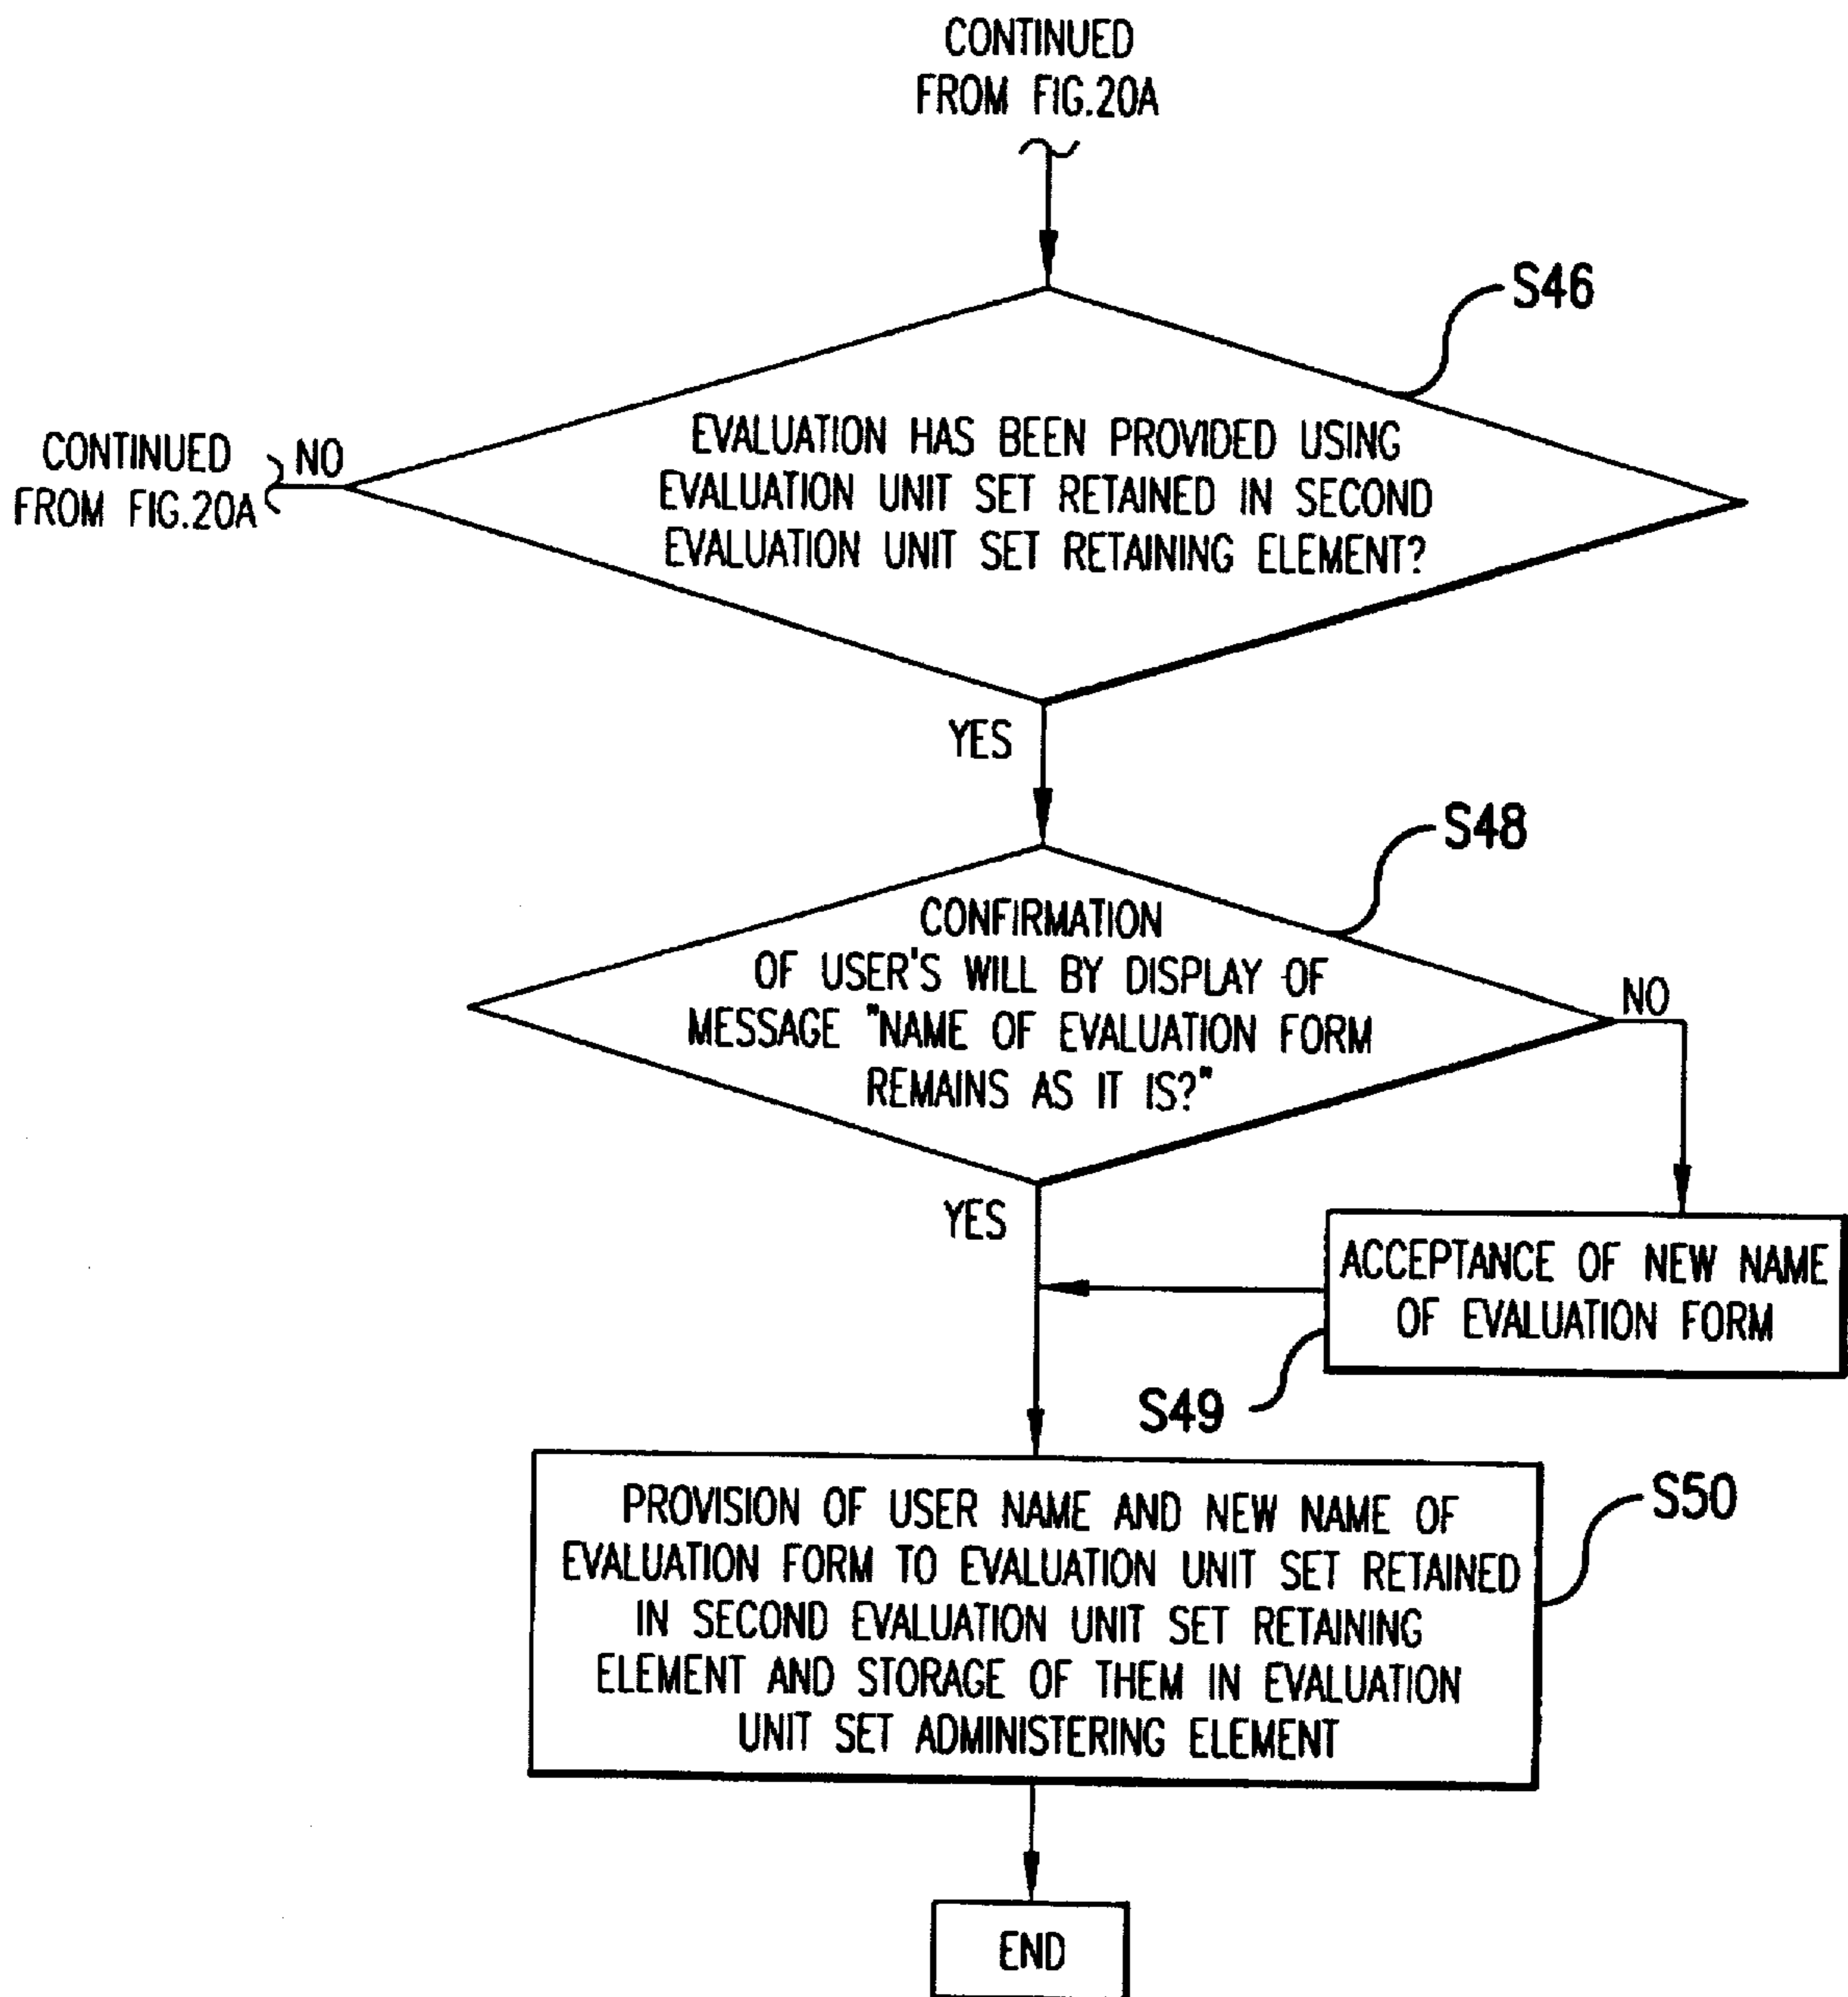 CONTINUED
FROM FIG.20A
S46
EVALUATION HAS BEEN PROVIDED USING
EVALUATION UNIT SET RETAINED IN SECOND
EVALUATION UNIT SET RETAINING ELEMENT?
CONTINUED
FROM FIG.20A
NO
YES
S48
CONFIRMATION
OF USER'S WILL BY DISPLAY OF
MESSAGE "NAME OF EVALUATION FORM
REMAINS AS IT IS?"
NO
YES
ACCEPTANCE OF NEW NAME
OF EVALUATION FORM
S49
PROVISION OF USER NAME AND NEW NAME OF
EVALUATION FORM TO EVALUATION UNIT SET RETAINED
IN SECOND EVALUATION UNIT SET RETAINING
ELEMENT AND STORAGE OF THEM IN EVALUATION
UNIT SET ADMINISTERING ELEMENT
S50
END